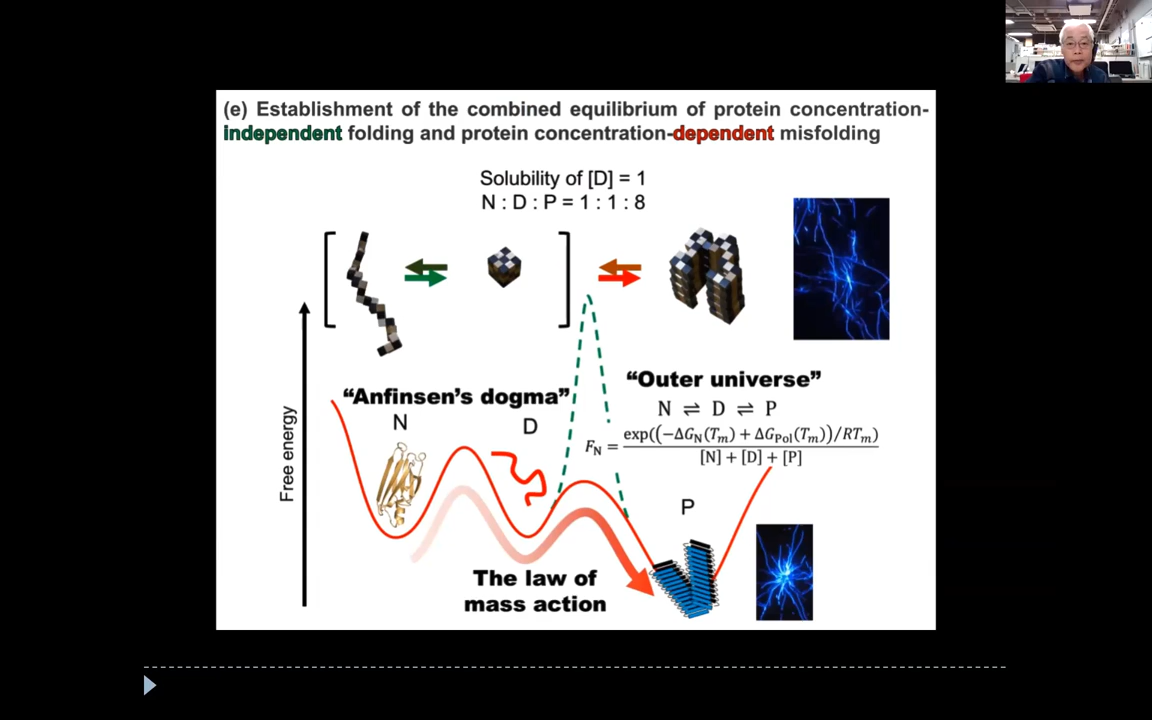 (e) Establishment of the combined equilibrium of protein concentration-
independent folding and protein concentration-dependent misfolding
Solubility of [D] = 1
N : D : P = 1 : 1 : 8
"Outer universe"
"Anfinsen's dogma"
N ⇌ D ⇌ P
N
D
F_N = exp((−ΔG_N(T_m) + ΔG_Pol(T_m))/RT_m) / [N] + [D] + [P]
Free energy
P
The law of
mass action